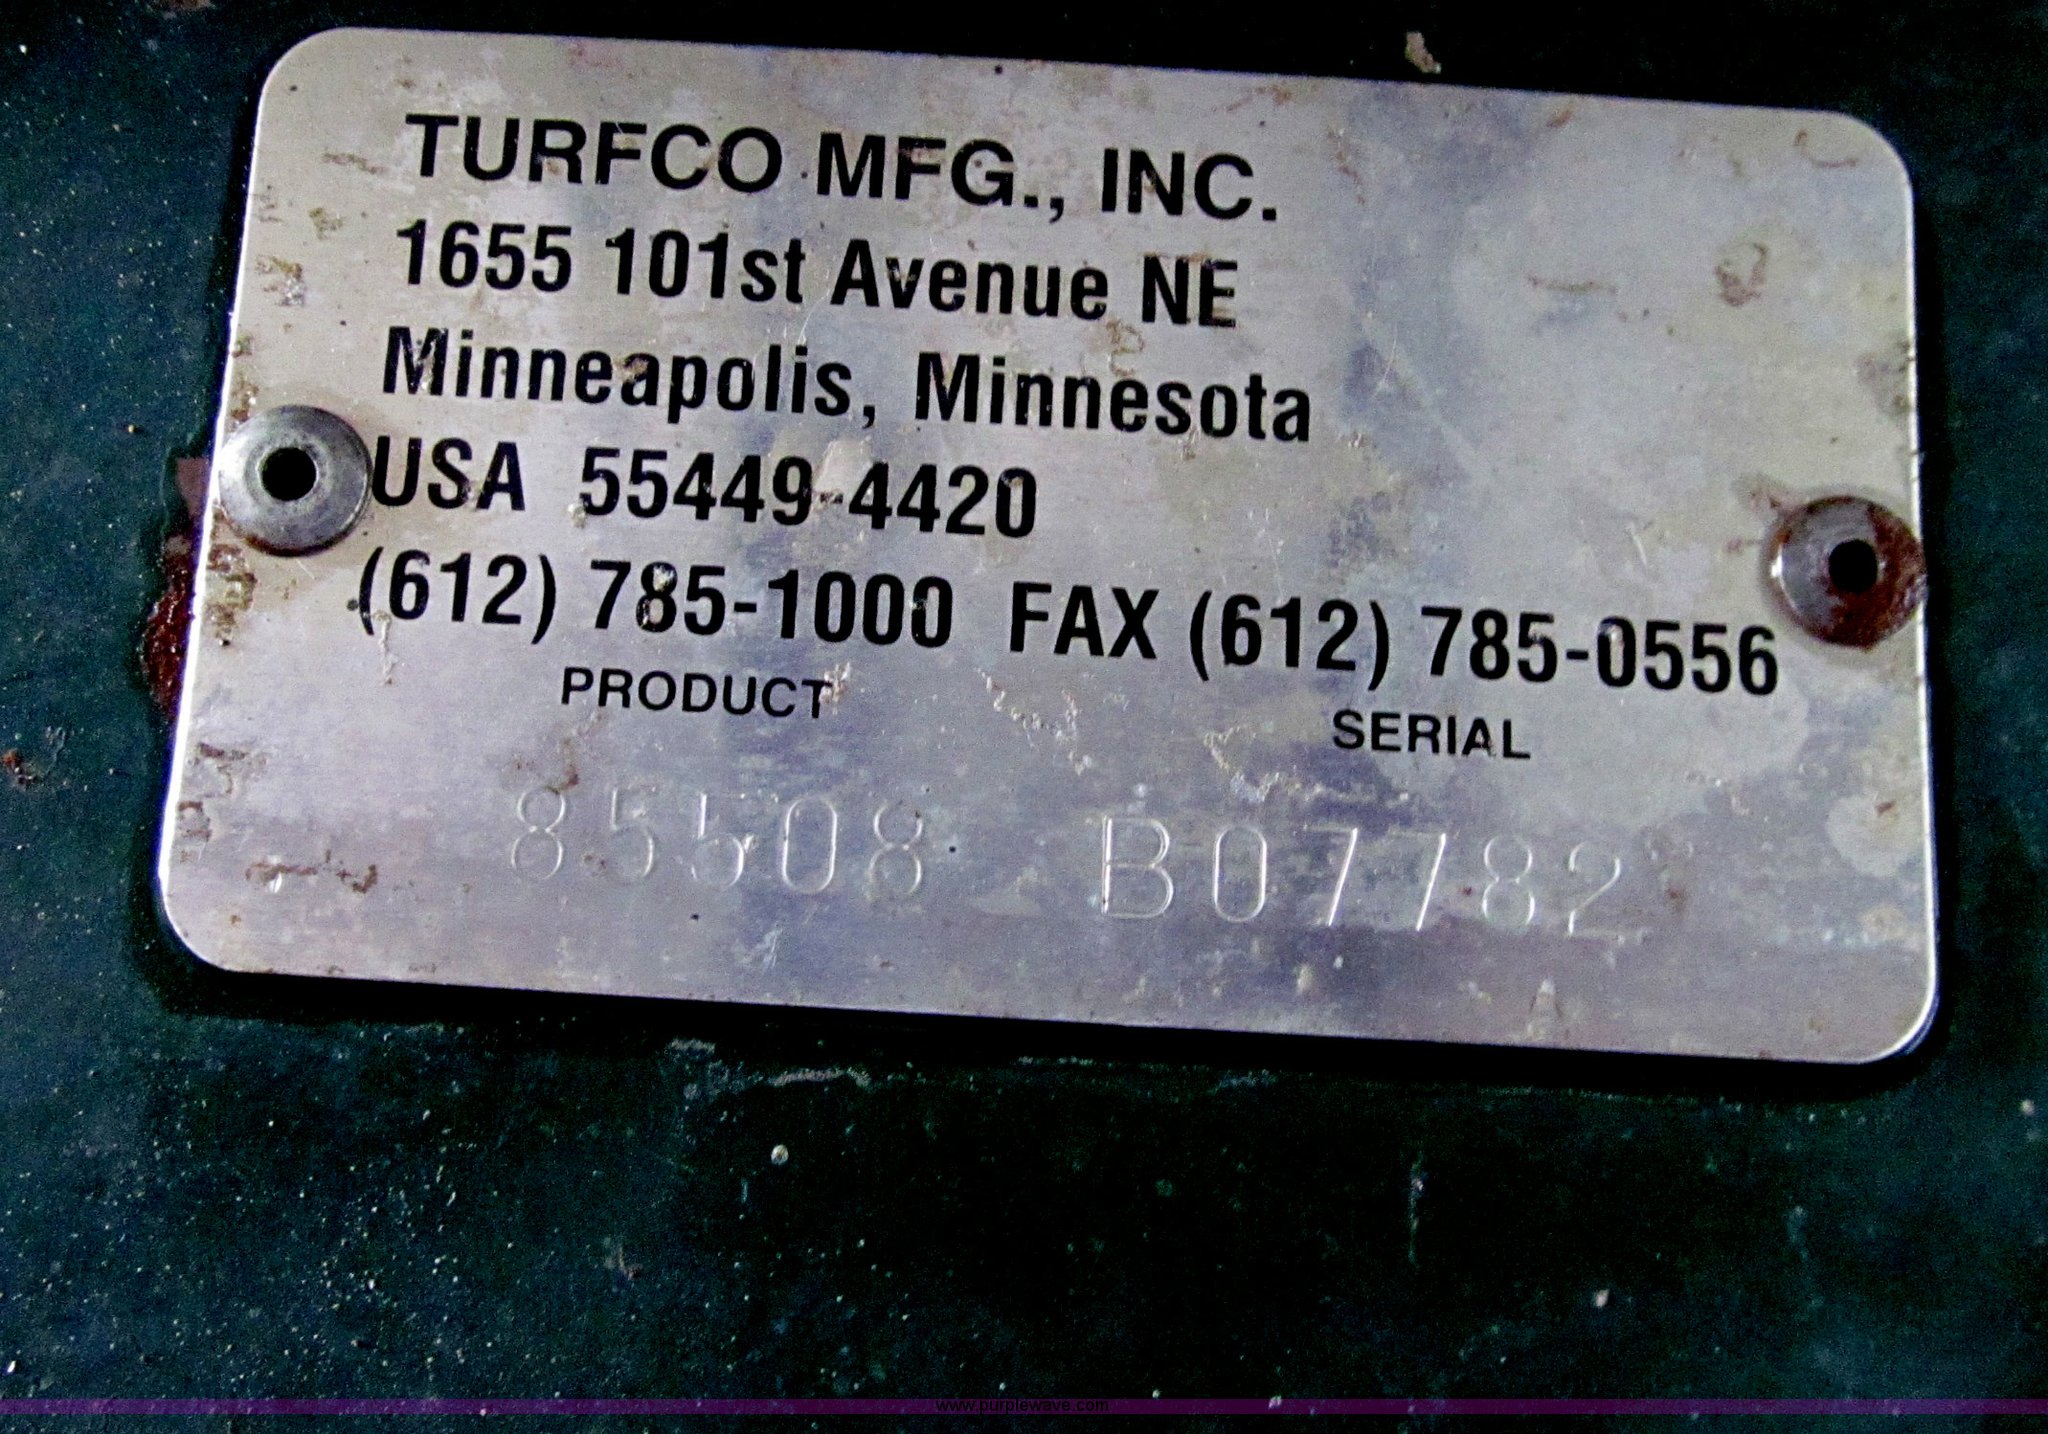 TURFCO MFG., INC.
1655 101st Avenue NE
Minneapolis, Minnesota
USA 55449-4420
(612) 785-1000 FAX (612) 785-0556
PRODUCT SERIAL
85508 B07782
www.purplewave.com